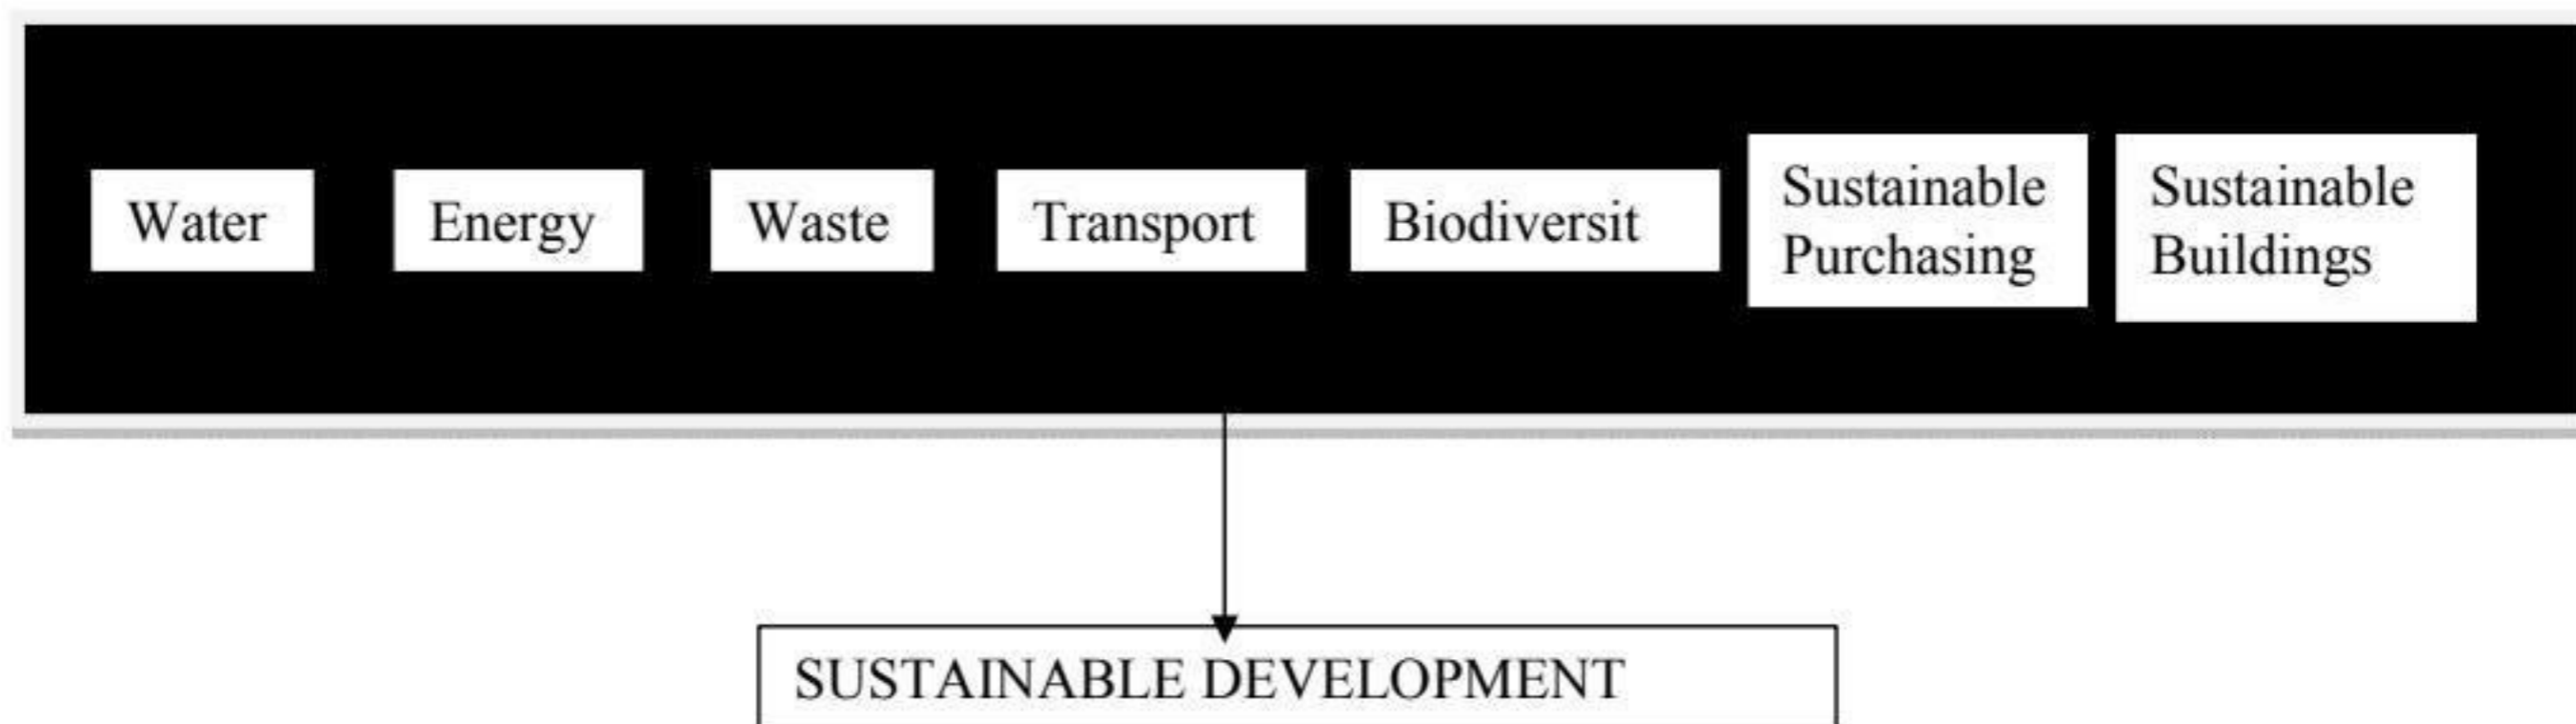 Water
Energy
Waste
Transport
Biodiversit
Sustainable
Purchasing
Sustainable
Buildings
SUSTAINABLE DEVELOPMENT